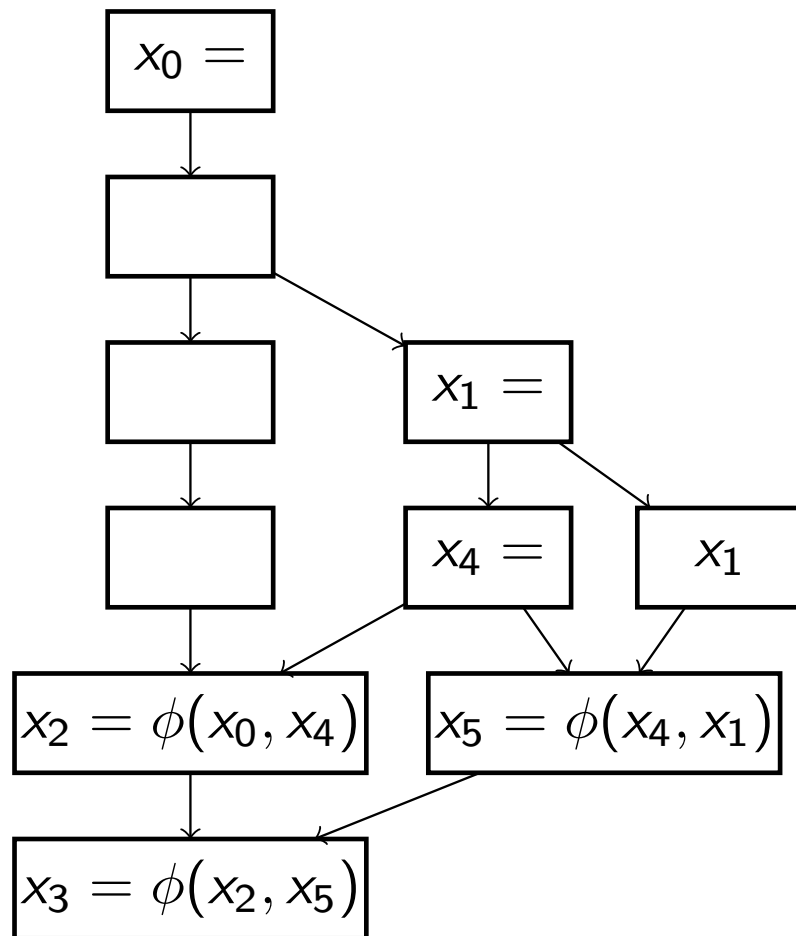 x₀ =
x₁ =
x₄ =
x₁
x₂ = ϕ(x₀, x₄)
x₅ = ϕ(x₄, x₁)
x₃ = ϕ(x₂, x₅)